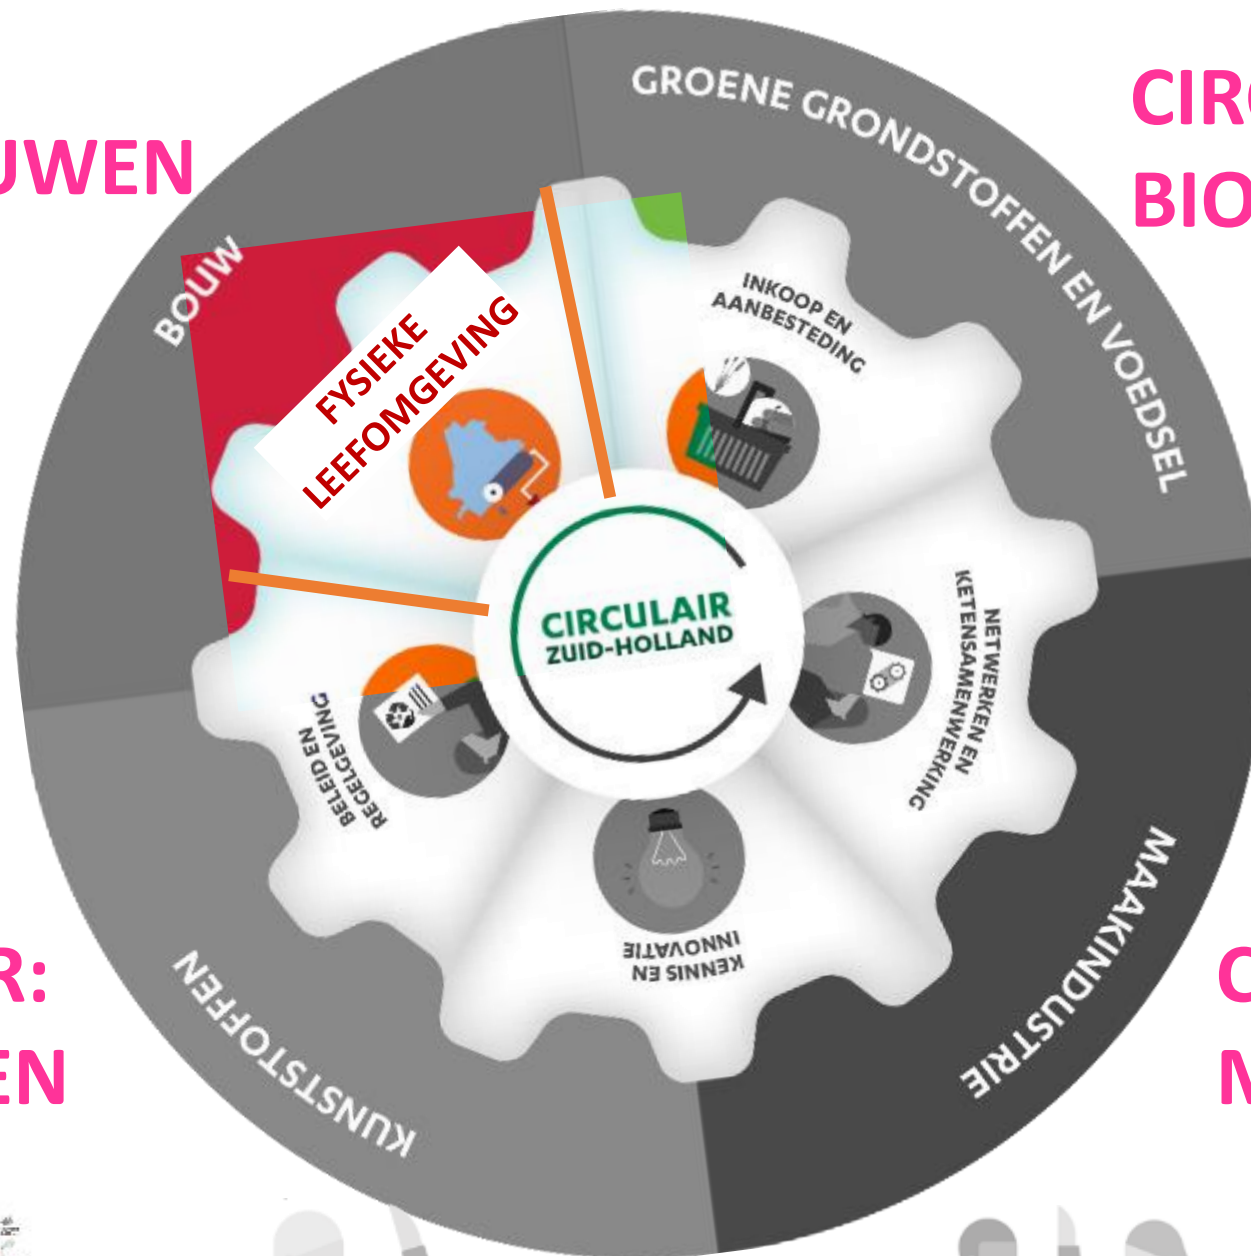 GROENE GRONDSTOFFEN EN VOEDSEL
CIRC
BIO
UWEN
BOUW
FYSIEKE
LEEFOMGEVING
INKOOP EN
AANBESTEDING
CIRCULAIR
ZUID-HOLLAND
NETWERKEN EN
KETENSAMENWERKING
BELEID EN
REGELGEVING
KENNIS EN
INNOVATIE
MAAKINDUSTRIE
KUNSTSTOFFEN
R:
EN
C
M